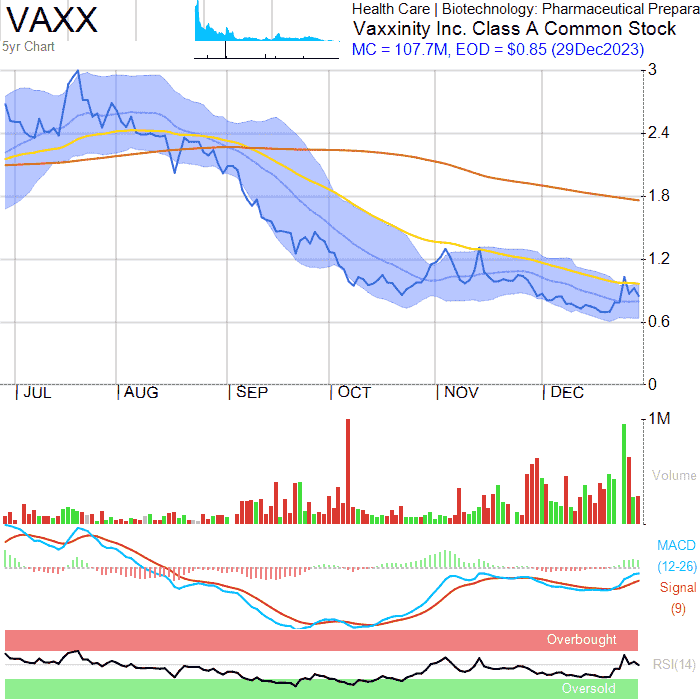 VAXX
5yr Chart
Health Care | Biotechnology: Pharmaceutical Prepara
Vaxxinity Inc. Class A Common Stock
MC = 107.7M, EOD = $0.85 (29Dec2023)
3
2.4
1.8
1.2
0.6
0
JUL AUG SEP OCT NOV DEC
1M
Volume
MACD
(12-26)
Signal
(9)
Overbought
RSI(14)
Oversold